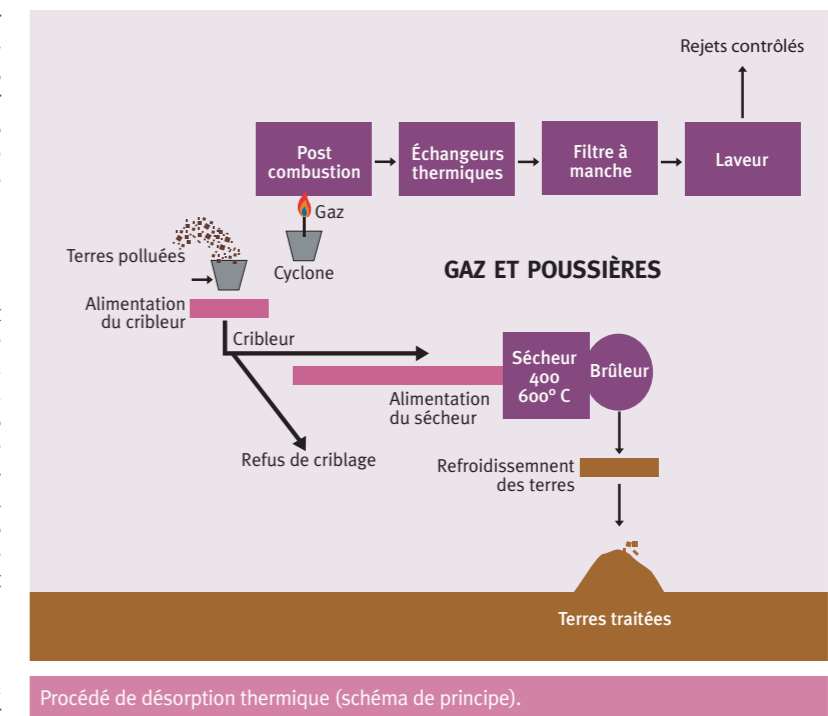 Rejets contrôlés
Post
combustion
Échangeurs
thermiques
Filtre à
manche
Laveur
Gaz
Terres polluées
Cyclone
GAZ ET POUSSIÈRES
Alimentation
du cribleur
Cribleur
Sécheur
400
600° C
Brûleur
Alimentation
du sécheur
Refus de criblage
Refroidissemnent
des terres
Terres traitées
Procédé de désorption thermique (schéma de principe).